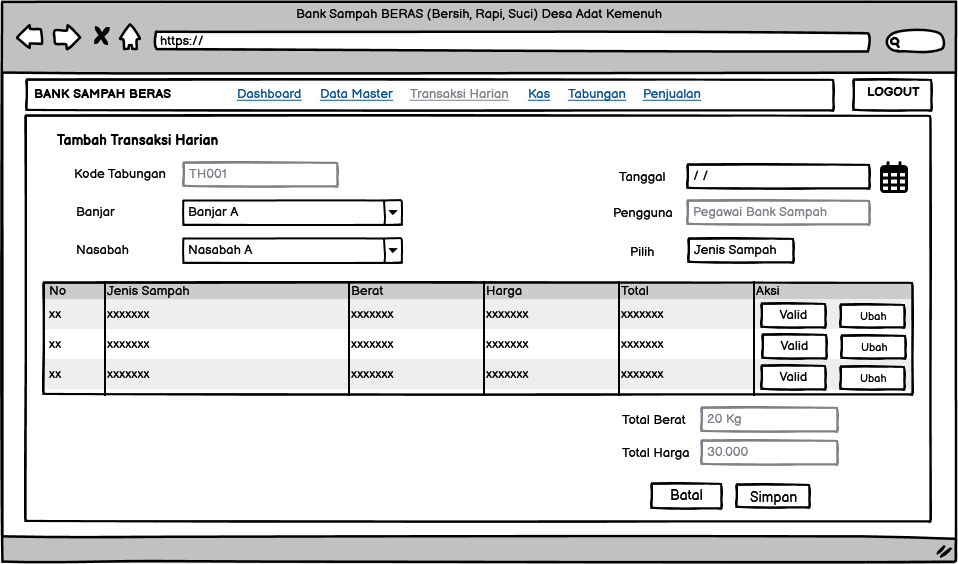 Bank Sampah BERAS (Bersih, Rapi, Suci) Desa Adat Kemenuh
https://
BANK SAMPAH BERAS Dashboard Data Master Transaksi Harian Kas Tabungan Penjualan LOGOUT
Tambah Transaksi Harian
Kode Tabungan TH001 Tanggal / /
Banjar Banjar A Pengguna Pegawai Bank Sampah
Nasabah Nasabah A Pilih Jenis Sampah
No Jenis Sampah Berat Harga Total Aksi
xx xxxxxxx xxxxxxx xxxxxxx xxxxxxx Valid Ubah
xx xxxxxxx xxxxxxx xxxxxxx xxxxxxx Valid Ubah
xx xxxxxxx xxxxxxx xxxxxxx xxxxxxx Valid Ubah
Total Berat 20 Kg
Total Harga 30.000
Batal Simpan